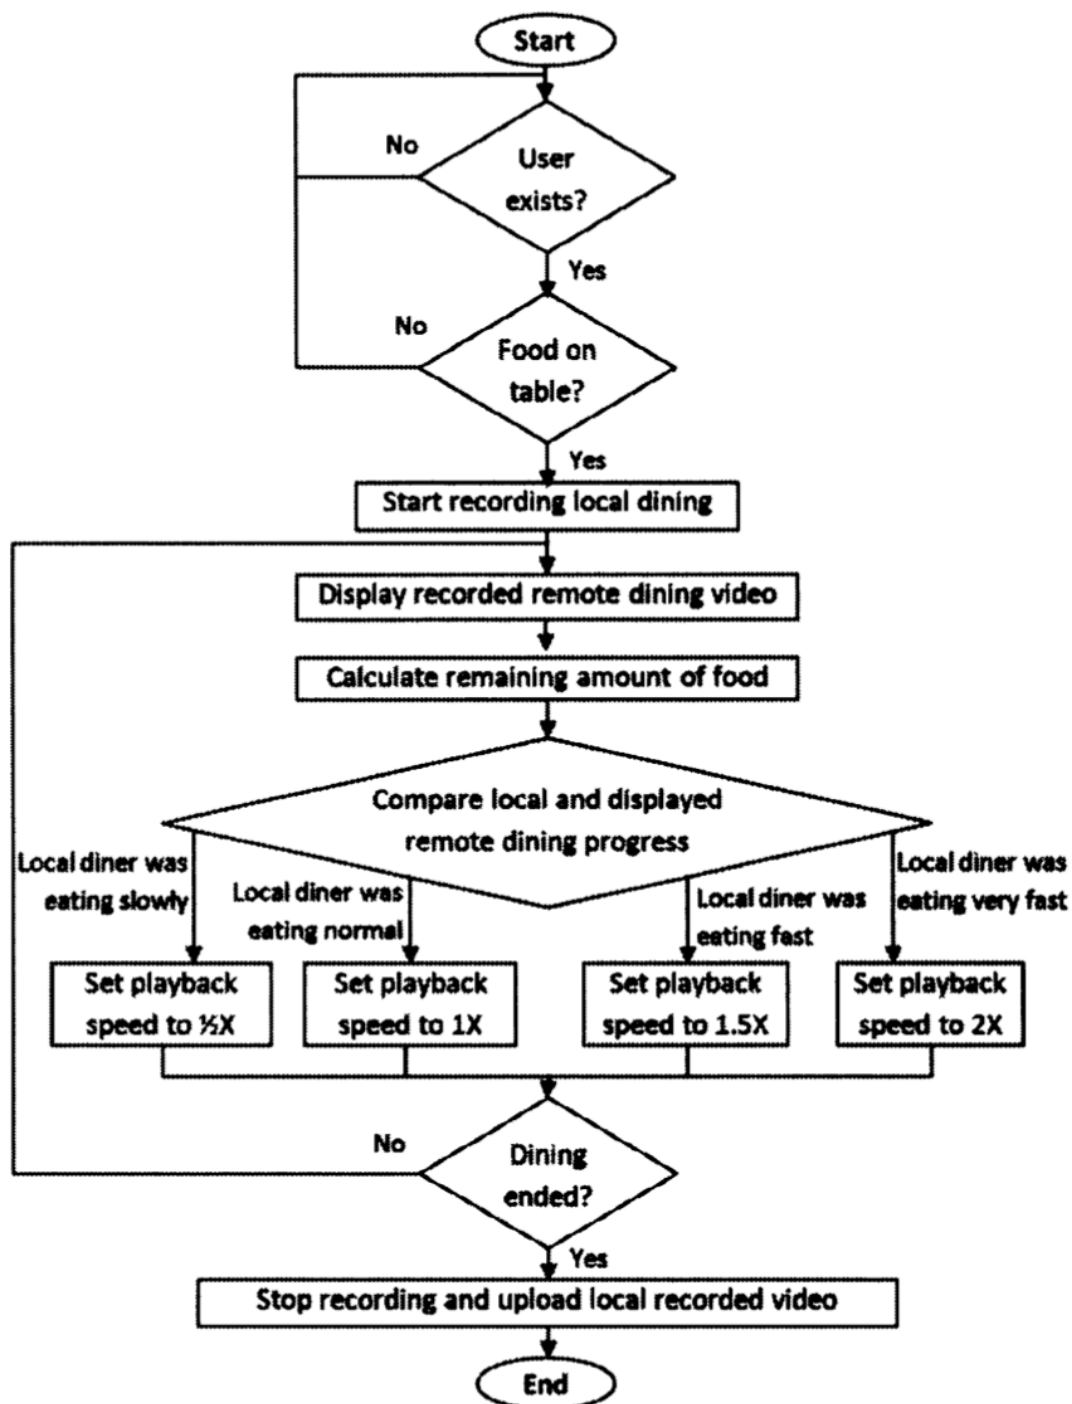 Start
No
User
exists?
Yes
No
Food on
table?
Yes
Start recording local dining
Display recorded remote dining video
Calculate remaining amount of food
Compare local and displayed
remote dining progress
Local diner was
eating slowly
Local diner was
eating normal
Local diner was
eating fast
Local diner was
eating very fast
Set playback
speed to ½X
Set playback
speed to 1X
Set playback
speed to 1.5X
Set playback
speed to 2X
No
Dining
ended?
Yes
Stop recording and upload local recorded video
End